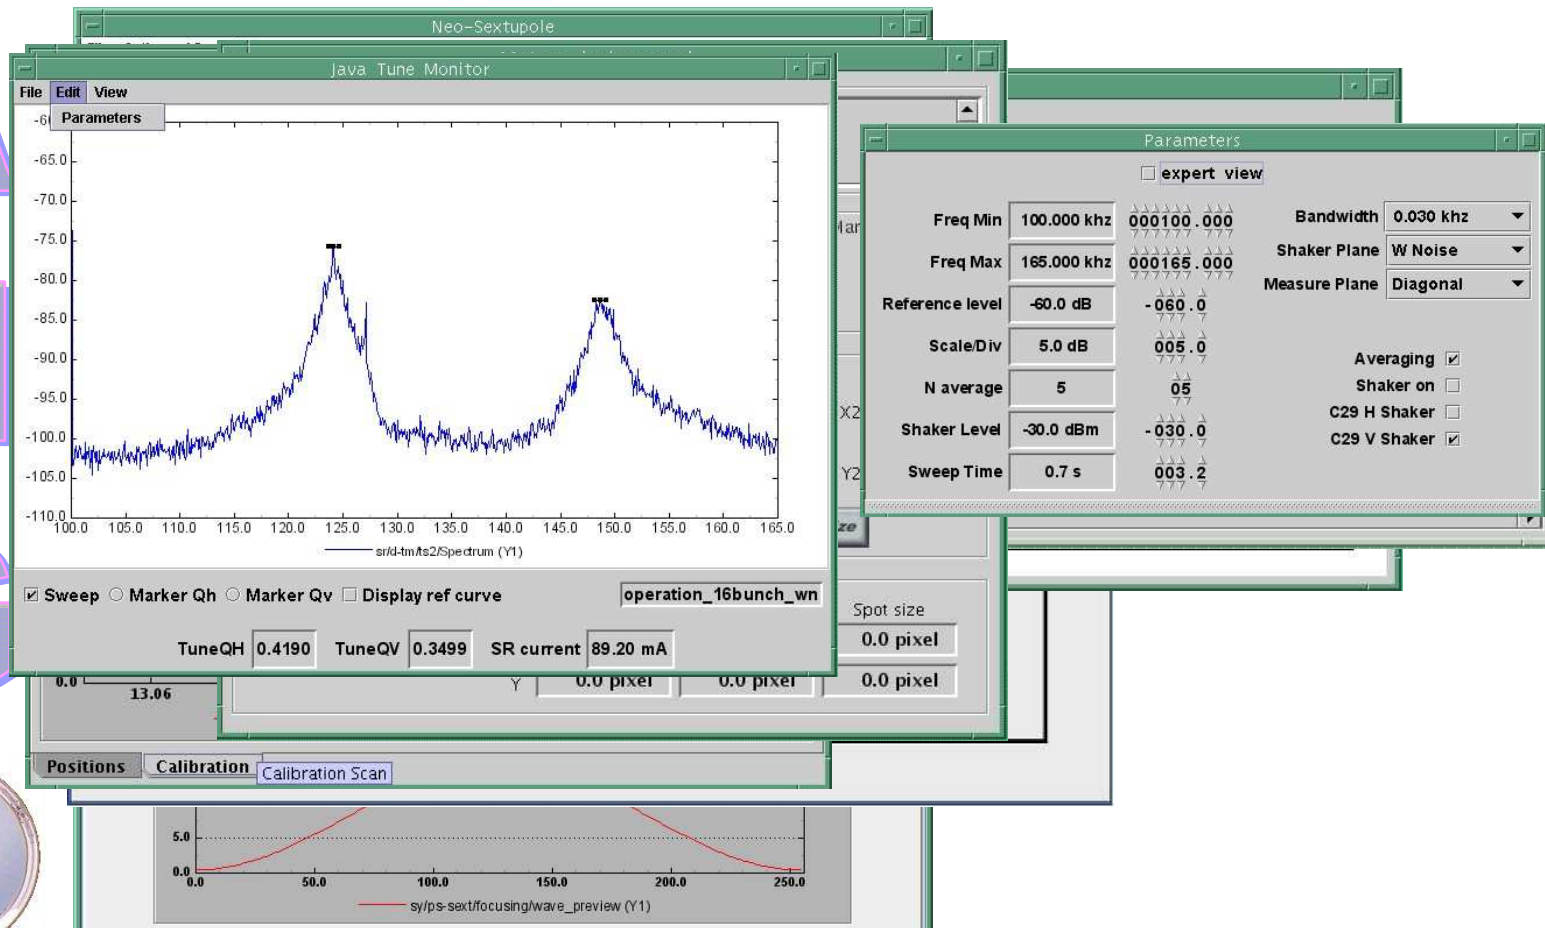 Neo-Sextupole
Java Tune Monitor
File Edit View
Parameters
-65.0
-70.0
-75.0
-80.0
-85.0
-90.0
-95.0
-100.0
-105.0
-110.0
100.0 105.0 110.0 115.0 120.0 125.0 130.0 135.0 140.0 145.0 150.0 155.0 160.0 165.0
sr/d-tm/ts2/Spectrum (Y1)
Sweep Marker Qh Marker Qv Display ref curve operation_16bunch_wn
TuneQH 0.4190 TuneQV 0.3499 SR current 89.20 mA
Parameters
expert view
Freq Min 100.000 khz 000100.000 Bandwidth 0.030 khz
Freq Max 165.000 khz 000165.000 Shaker Plane W Noise
Measure Plane Diagonal
Reference level -60.0 dB -060.0
Scale/Div 5.0 dB 005.0
Averaging
N average 5 05 Shaker on
C29 H Shaker
Shaker Level -30.0 dBm -030.0 C29 V Shaker
Sweep Time 0.7 s 003.2
X2
Y2
Spot size
0.0 pixel
Y 0.0 pixel 0.0 pixel 0.0 pixel
0.0
13.06
Positions Calibration Calibration Scan
5.0
0.0
0.0 50.0 100.0 150.0 200.0 250.0
sy/ps-sext/focusing/wave_preview (Y1)